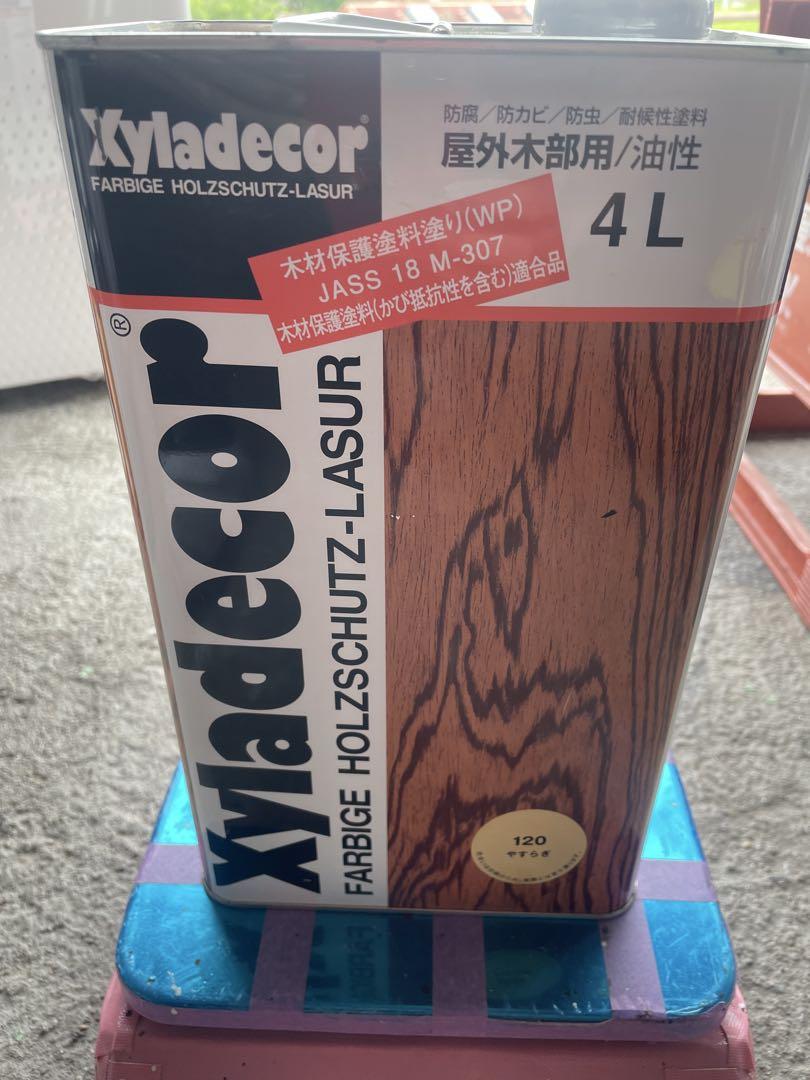 Xyladecor®
FARBIGE HOLZSCHUTZ-LASUR
防腐/防カビ/防虫/耐候性塗料
屋外木部用/油性
4L
木材保護塗料塗り(WP)
JASS 18 M-307
木材保護塗料(かび抵抗性を含む)適合品
Xyladecor®
FARBIGE HOLZSCHUTZ-LASUR
120
やすらぎ